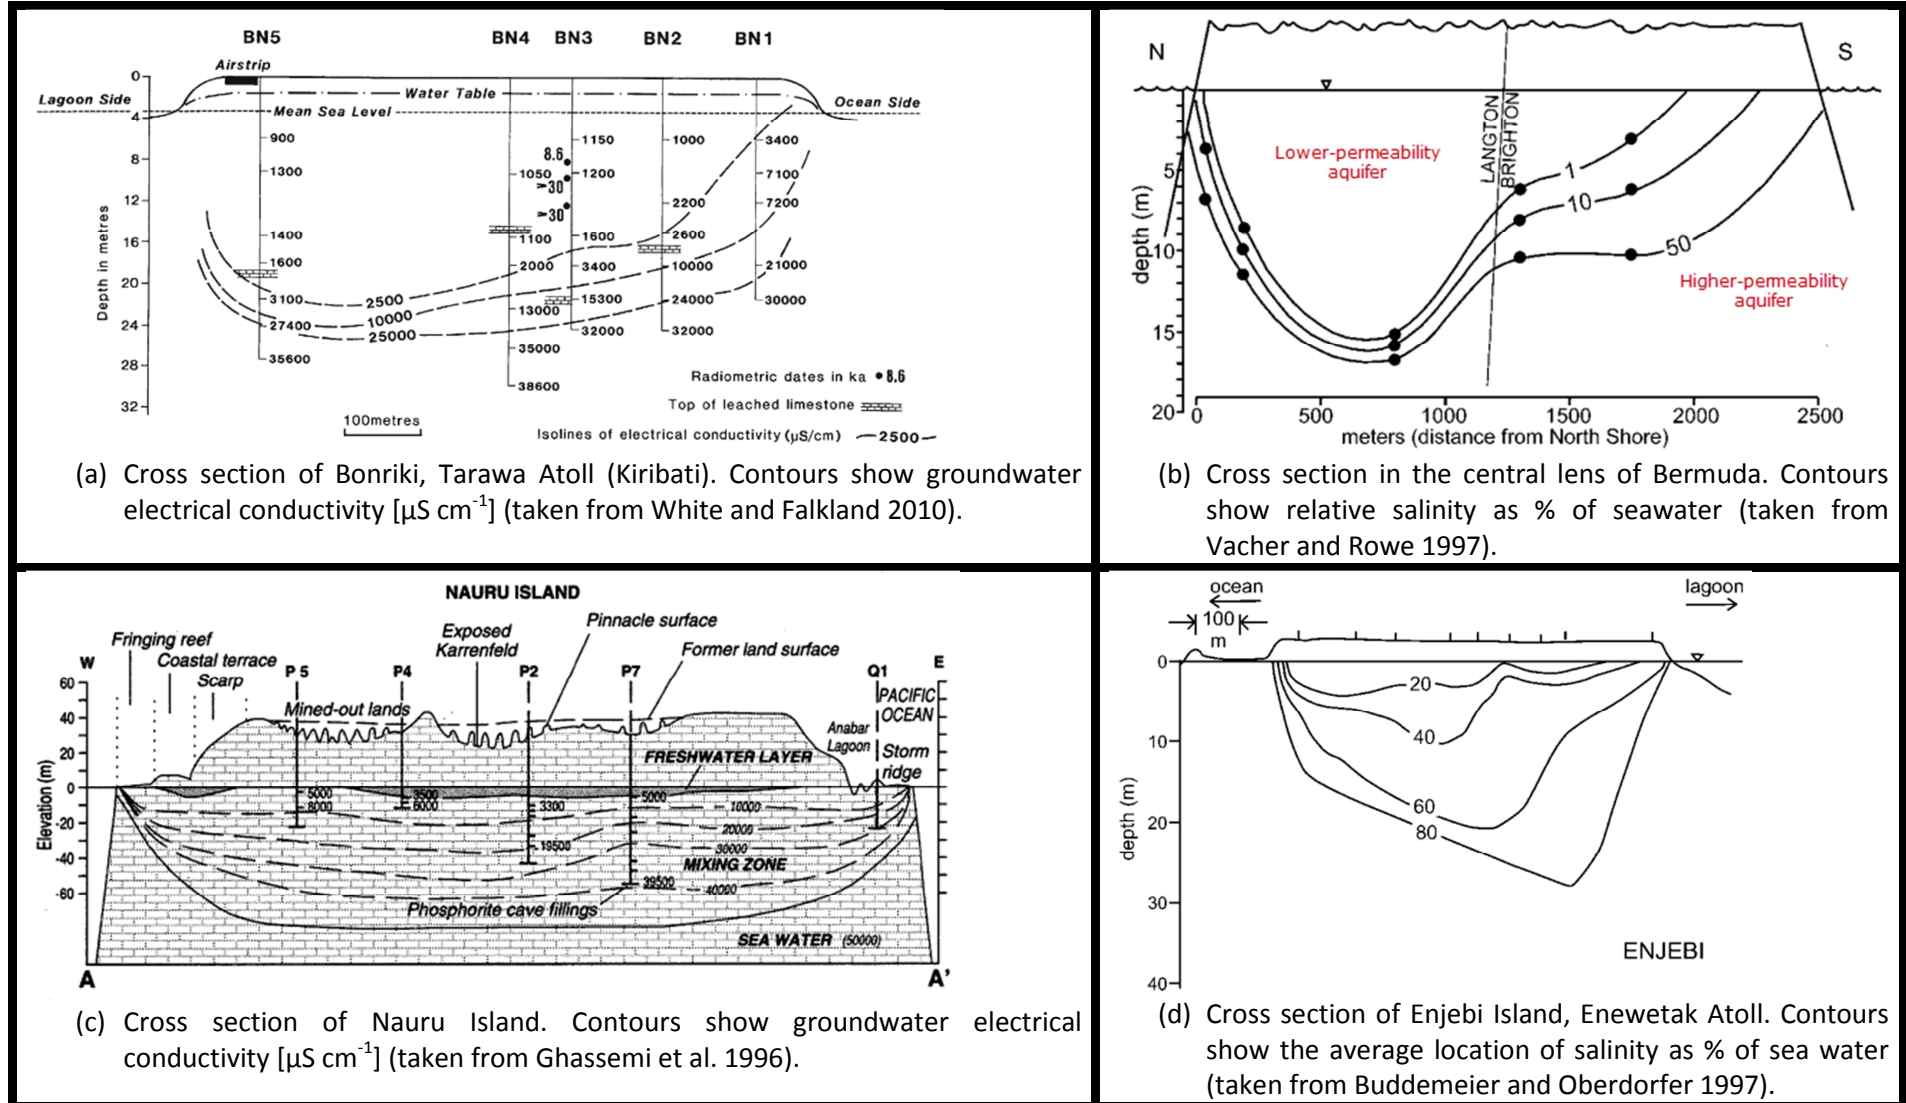 BN5 BN4 BN3 BN2 BN1
Airstrip
0
Lagoon Side
Water Table
Mean Sea Level
Ocean Side
4
8
12
16
20
24
28
32
Depth in metres
900
1300
1400
1600
3100
27400
35600
1050
1100
2000
13000
35000
38600
8.6
>30
>30
1150
1200
1600
3400
15300
32000
1000
2200
2600
10000
24000
32000
3400
7100
7200
21000
30000
2500
10000
25000
100metres
Radiometric dates in ka • 8.6
Top of leached limestone
Isolines of electrical conductivity (µS/cm) — 2500 —
(a) Cross section of Bonriki, Tarawa Atoll (Kiribati). Contours show groundwater
electrical conductivity [µS cm⁻¹] (taken from White and Falkland 2010).
N S
Lower-permeability
aquifer
LANGTON
BRIGHTON
1
10
50
Higher-permeability
aquifer
depth (m)
5
10
15
20
0 500 1000 1500 2000 2500
meters (distance from North Shore)
(b) Cross section in the central lens of Bermuda. Contours
show relative salinity as % of seawater (taken from
Vacher and Rowe 1997).
NAURU ISLAND
Fringing reef
Coastal terrace
Scarp
Exposed
Karrenfeld
Pinnacle surface
Former land surface
W P 5 P4 P2 P7 Q1 E
Mined-out lands
PACIFIC
OCEAN
Anabar
Lagoon
Storm
ridge
FRESHWATER LAYER
60
40
20
0
-20
-40
-60
Elevation (m)
5000
8000
3500
6000
3300
19500
5000
39500
10000
20000
30000
40000
MIXING ZONE
Phosphorite cave fillings
SEA WATER (50000)
A A'
(c) Cross section of Nauru Island. Contours show groundwater electrical
conductivity [µS cm⁻¹] (taken from Ghassemi et al. 1996).
ocean
lagoon
100
m
0
10
20
30
40
depth (m)
20
40
60
80
ENJEBI
(d) Cross section of Enjebi Island, Enewetak Atoll. Contours
show the average location of salinity as % of sea water
(taken from Buddemeier and Oberdorfer 1997).